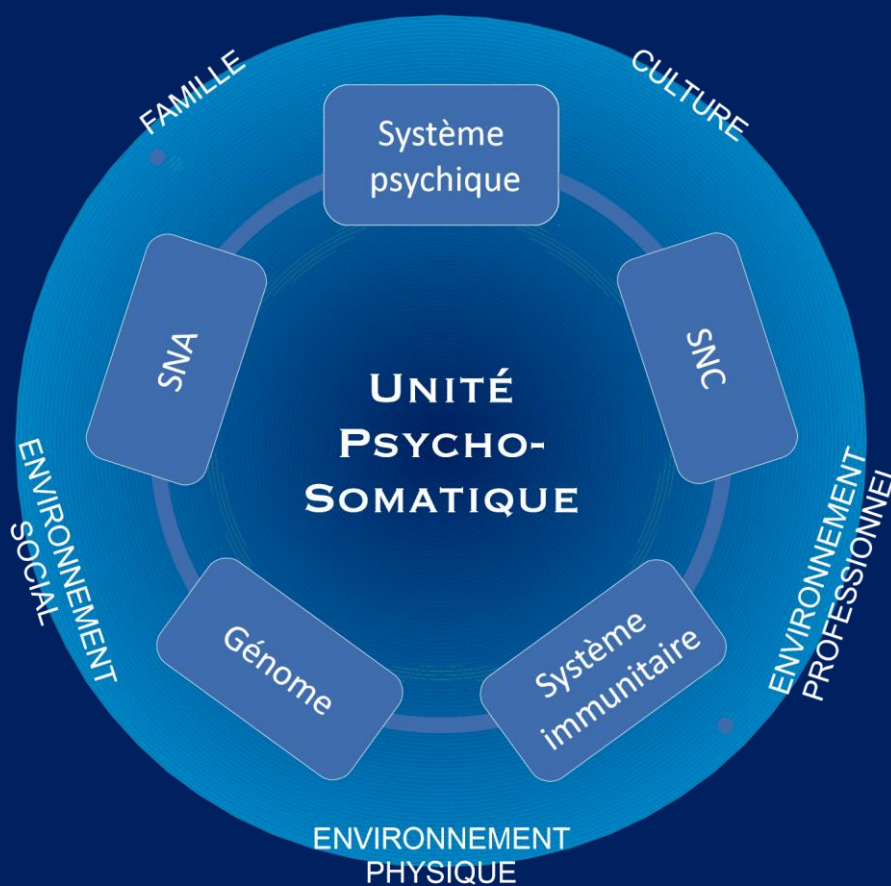 FAMILLE
CULTURE
Système
psychique
SNA
SNC
UNITÉ
PSYCHO-
SOMATIQUE
ENVIRONNEMENT
SOCIAL
ENVIRONNEMENT
PROFESSIONNEL
Génome
Système
immunitaire
ENVIRONNEMENT
PHYSIQUE